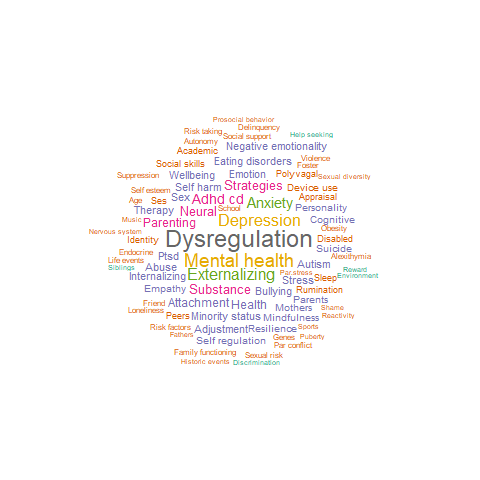 Prosocial behavior
Risk taking Delinquency
Social support Help seeking
Autonomy
Academic Negative emotionality
Social skills Eating disorders Violence
Foster
Suppression Wellbeing Emotion Polyvagal Sexual diversity
Self esteem Self harm Strategies Device use
Age Ses Sex Adhd cd Anxiety Appraisal
Therapy Neural School Personality
Music Parenting Depression Cognitive
Nervous system Obesity
Identity Dysregulation Disabled
Suicide
Endocrine Ptsd Mental health Alexithymia
Life events Autism
Siblings Abuse Externalizing Par.stress Reward
Internalizing Stress Sleep Environment
Empathy Substance Bullying Rumination
Friend Attachment Health Parents
Loneliness Mothers Shame
Peers Minority status Mindfulness Reactivity
Risk factors Adjustment Resilience Sports
Fathers Self regulation Genes Puberty
Par conflict
Family functioning Sexual risk
Historic events Discrimination